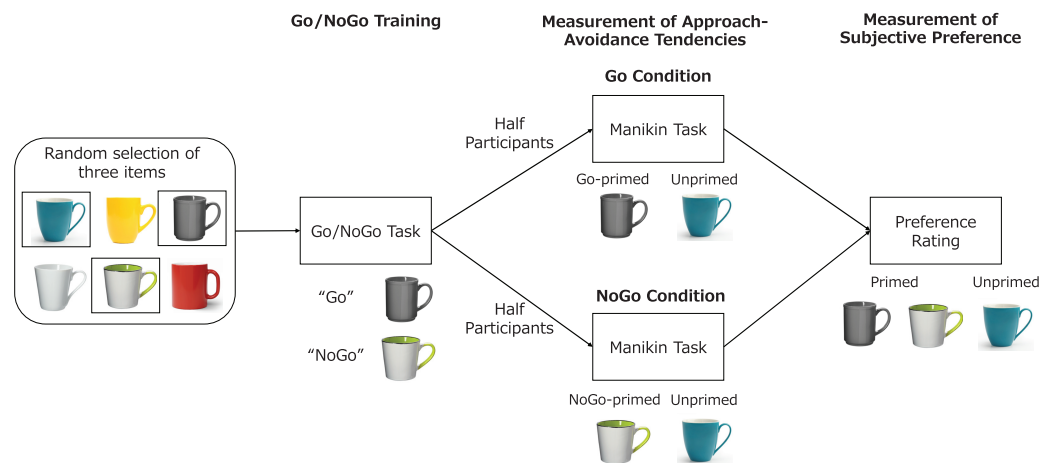 Go/NoGo Training
Measurement of Approach-
Avoidance Tendencies
Measurement of
Subjective Preference
Random selection of
three items
Go/NoGo Task
“Go”
“NoGo”
Half
Participants
Half
Participants
Go Condition
Manikin Task
Go-primed
Unprimed
NoGo Condition
Manikin Task
NoGo-primed
Unprimed
Preference
Rating
Primed
Unprimed